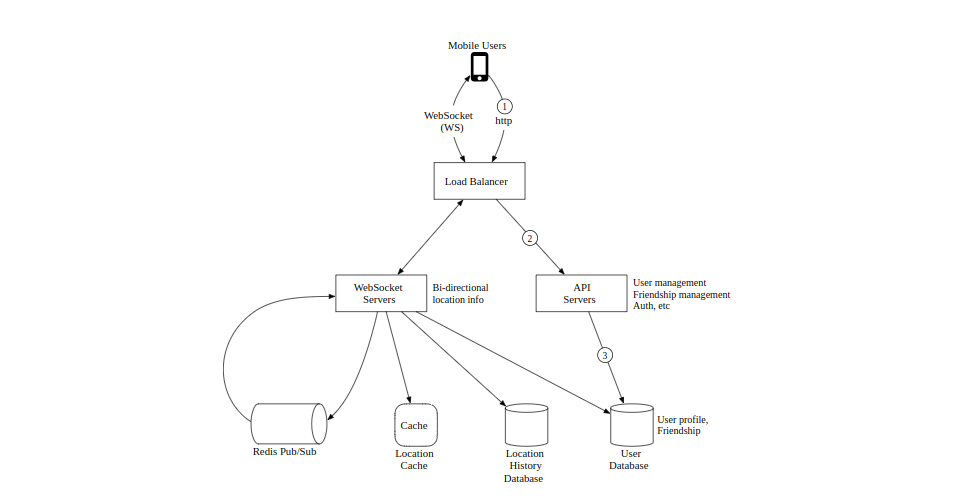 Mobile Users
WebSocket
(WS)
1
http
Load Balancer
2
WebSocket
Servers
Bi-directional
location info
API
Servers
User management
Friendship management
Auth, etc
3
Redis Pub/Sub
Cache
Location
Cache
Location
History
Database
User
Database
User profile,
Friendship